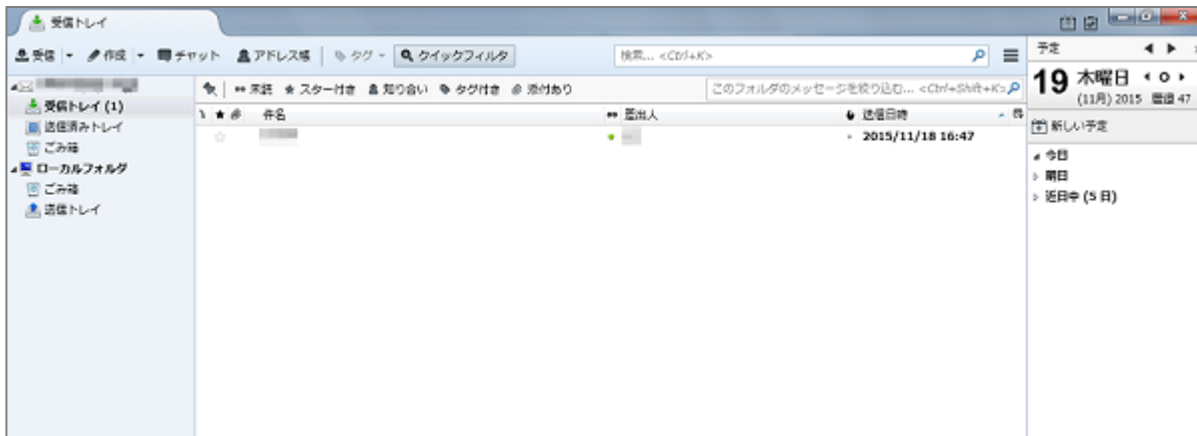 受信トレイ
受信 作成 チャット アドレス帳 タグ クイックフィルタ 検索... <Ctrl+K>
未読 スター付き 知り合い タグ付き 添付あり このフォルダのメッセージを絞り込む... <Ctrl+Shift+K>
件名 差出人 送信日時
2015/11/18 16:47
受信トレイ (1)
送信済みトレイ
ごみ箱
ローカルフォルダ
ごみ箱
送信トレイ
予定
19 木曜日
(11月) 2015 暦週 47
新しい予定
今日
明日
近日中 (5 日)